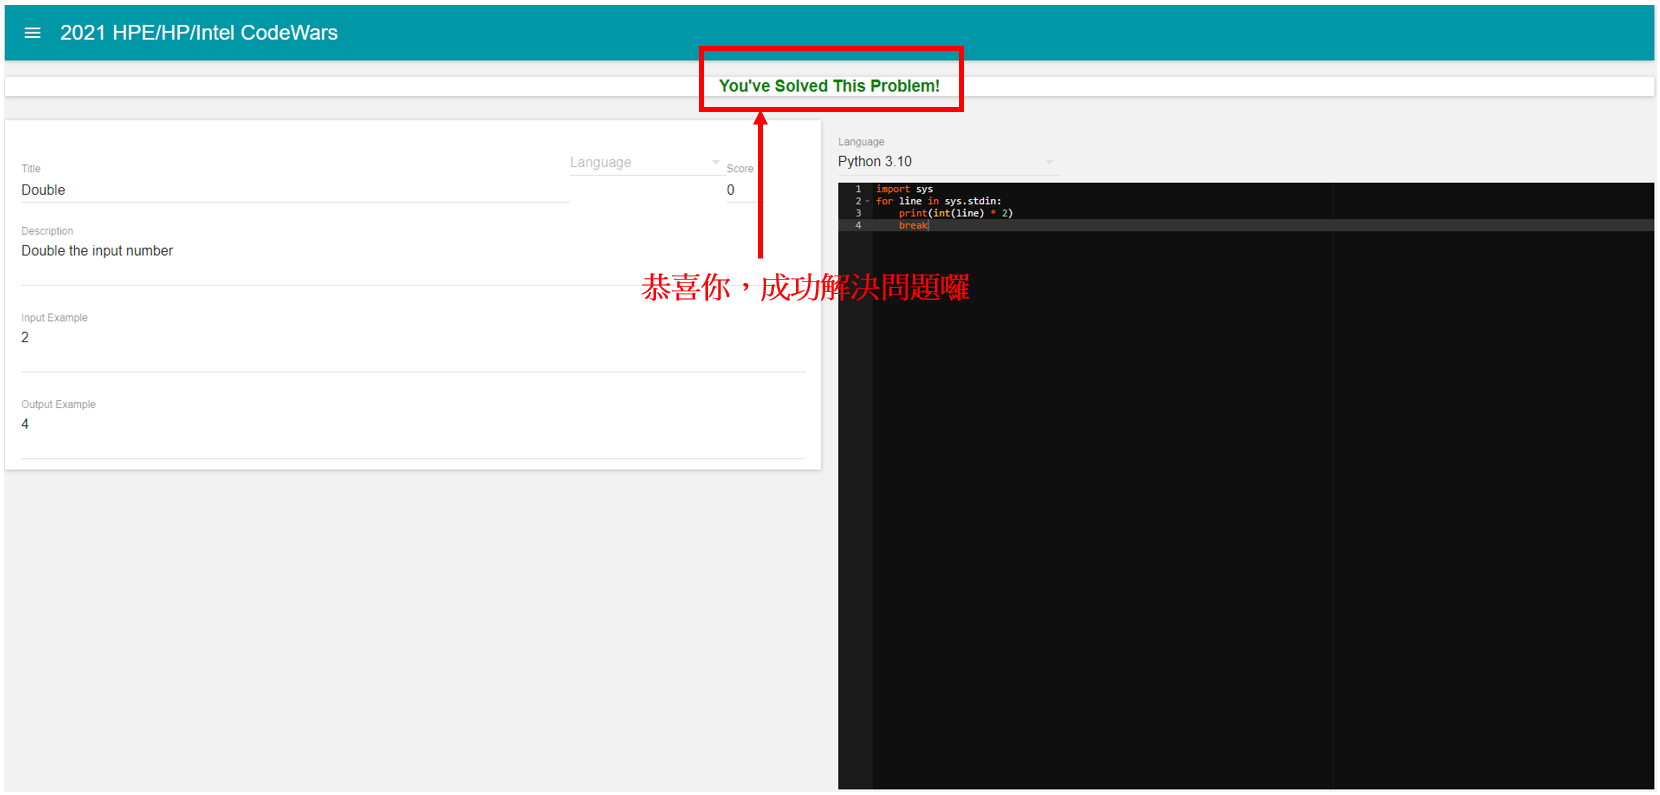 2021 HPE/HP/Intel CodeWars
You've Solved This Problem!
Title
Double
Language
Score
0
Description
Double the input number
Input Example
2
Output Example
4
Language
Python 3.10
1 import sys
2 for line in sys.stdin:
3 print(int(line) * 2)
4 break
恭喜你，成功解決問題囉